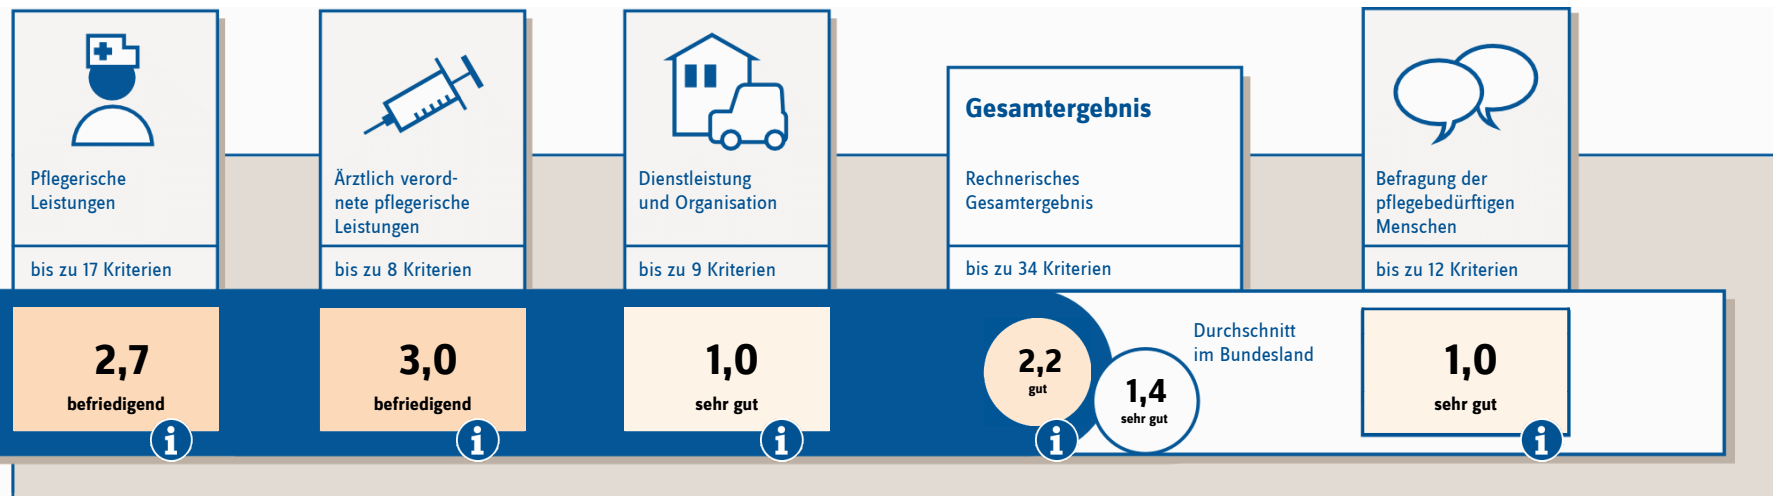 Pflegerische
Leistungen
bis zu 17 Kriterien
2,7
befriedigend
i
Ärztlich verord-
nete pflegerische
Leistungen
bis zu 8 Kriterien
3,0
befriedigend
i
Dienstleistung
und Organisation
bis zu 9 Kriterien
1,0
sehr gut
i
Gesamtergebnis
Rechnerisches
Gesamtergebnis
bis zu 34 Kriterien
2,2
gut
i
1,4
sehr gut
Durchschnitt
im Bundesland
Befragung der
pflegebedürftigen
Menschen
bis zu 12 Kriterien
1,0
sehr gut
i